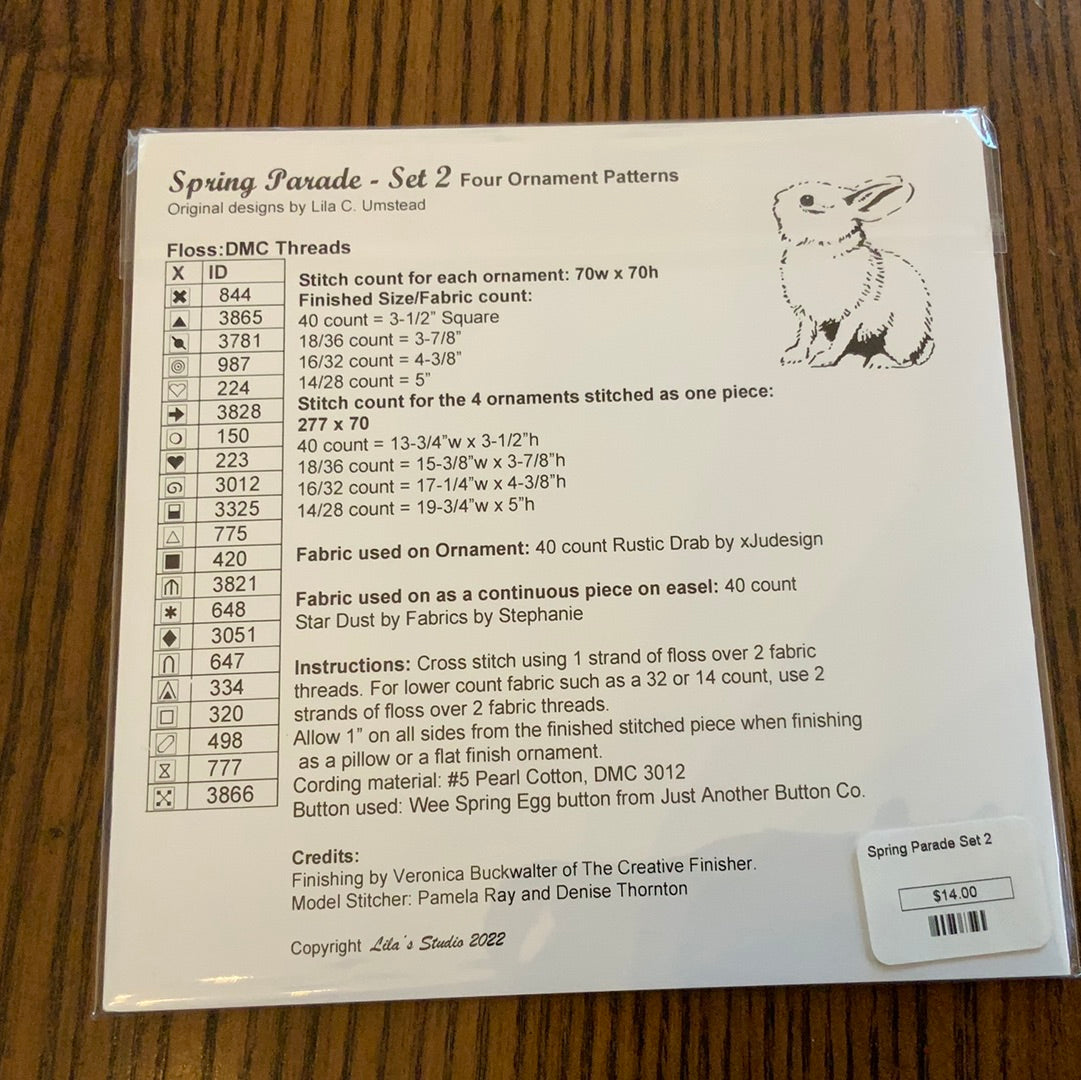 Spring Parade - Set 2 Four Ornament Patterns
Original designs by Lila C. Umstead
Floss:DMC Threads
X ID
844
3865
3781
987
224
3828
150
223
3012
3325
775
420
3821
648
3051
647
334
320
498
777
3866
Stitch count for each ornament: 70w x 70h
Finished Size/Fabric count:
40 count = 3-1/2" Square
18/36 count = 3-7/8"
16/32 count = 4-3/8"
14/28 count = 5"
Stitch count for the 4 ornaments stitched as one piece:
277 x 70
40 count = 13-3/4"w x 3-1/2"h
18/36 count = 15-3/8"w x 3-7/8"h
16/32 count = 17-1/4"w x 4-3/8"h
14/28 count = 19-3/4"w x 5"h
Fabric used on Ornament: 40 count Rustic Drab by xJudesign
Fabric used on as a continuous piece on easel: 40 count
Star Dust by Fabrics by Stephanie
Instructions: Cross stitch using 1 strand of floss over 2 fabric
threads. For lower count fabric such as a 32 or 14 count, use 2
strands of floss over 2 fabric threads.
Allow 1" on all sides from the finished stitched piece when finishing
as a pillow or a flat finish ornament.
Cording material: #5 Pearl Cotton, DMC 3012
Button used: Wee Spring Egg button from Just Another Button Co.
Credits:
Finishing by Veronica Buckwalter of The Creative Finisher.
Model Stitcher: Pamela Ray and Denise Thornton
Copyright Lila's Studio 2022
Spring Parade Set 2
$14.00